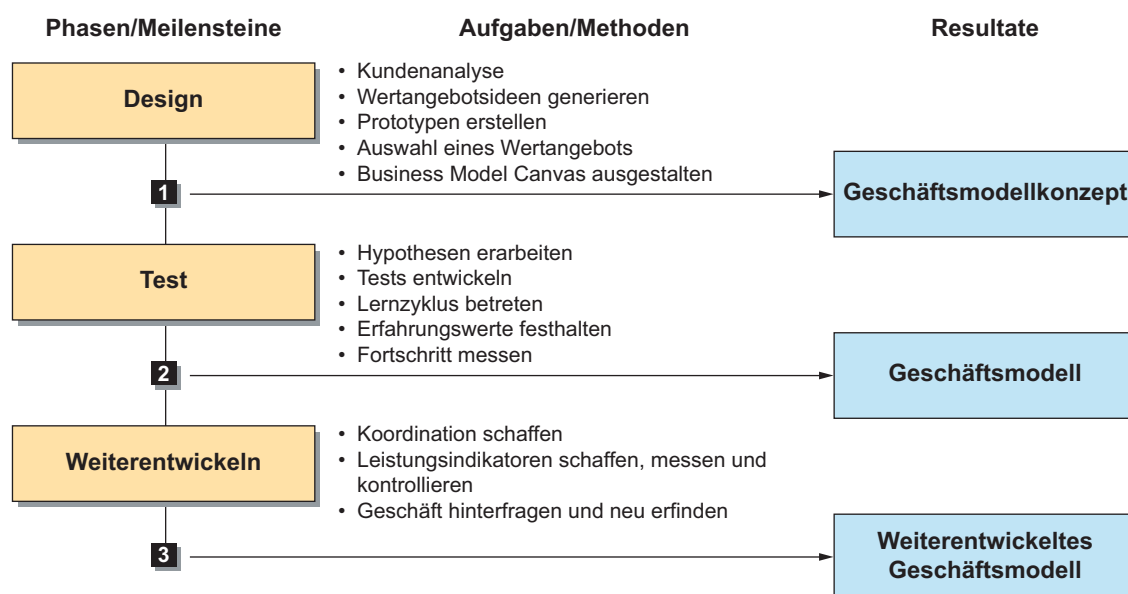 Phasen/Meilensteine
Aufgaben/Methoden
Resultate
Design
• Kundenanalyse
• Wertangebotsideen generieren
• Prototypen erstellen
• Auswahl eines Wertangebots
• Business Model Canvas ausgestalten
1
Geschäftsmodellkonzept
Test
• Hypothesen erarbeiten
• Tests entwickeln
• Lernzyklus betreten
• Erfahrungswerte festhalten
• Fortschritt messen
2
Geschäftsmodell
Weiterentwickeln
• Koordination schaffen
• Leistungsindikatoren schaffen, messen und
kontrollieren
• Geschäft hinterfragen und neu erfinden
3
Weiterentwickeltes
Geschäftsmodell